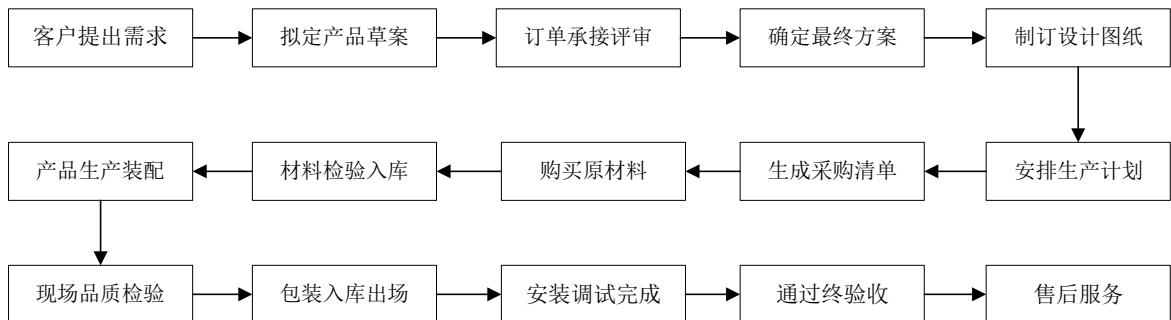 客户提出需求
拟定产品草案
订单承接评审
确定最终方案
制订设计图纸
安排生产计划
生成采购清单
购买原材料
材料检验入库
产品生产装配
现场品质检验
包装入库出场
安装调试完成
通过终验收
售后服务